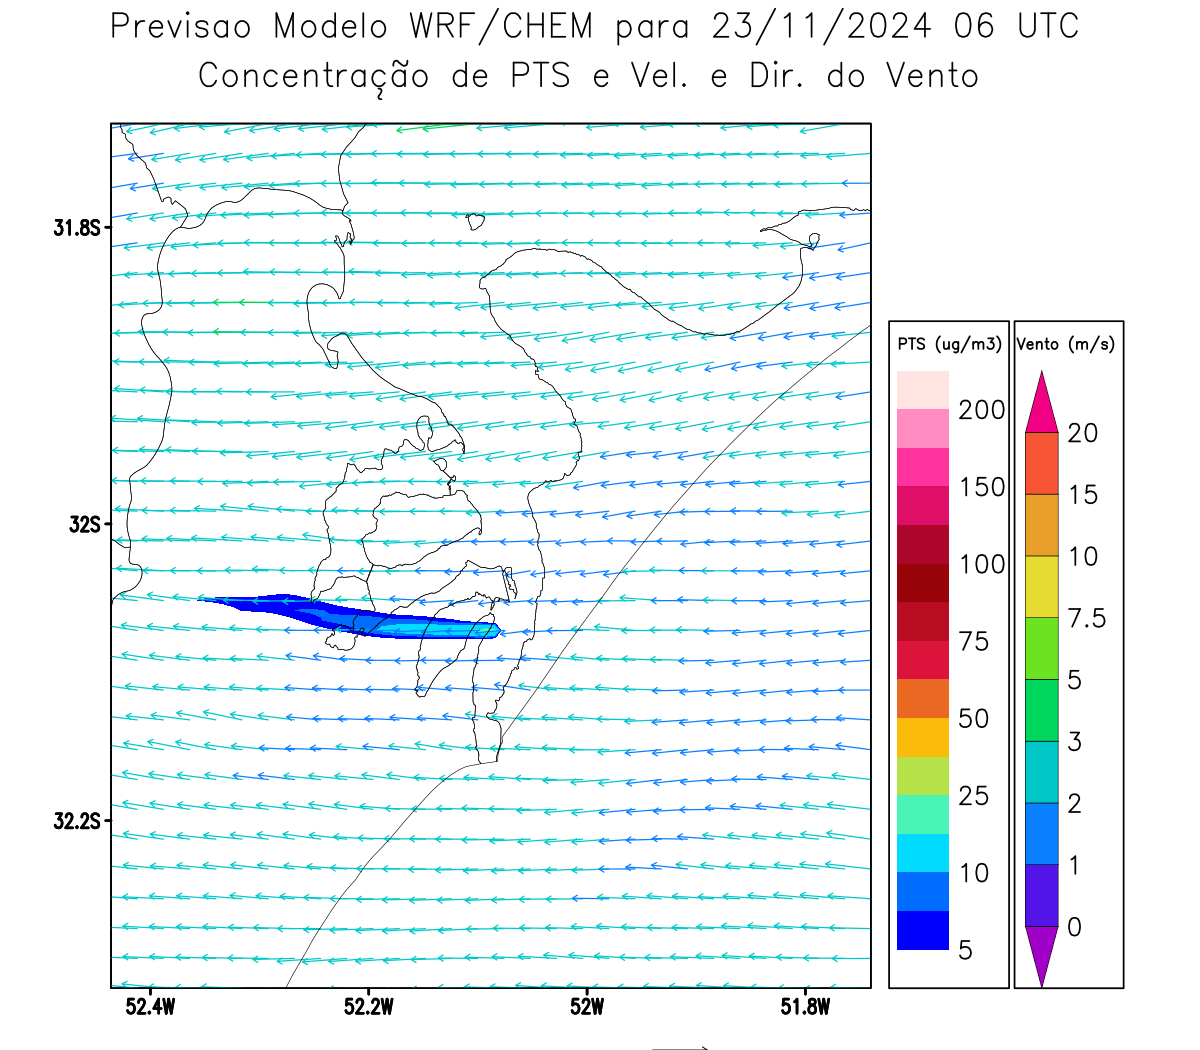 Previsao Modelo WRF/CHEM para 23/11/2024 06 UTC
Concentração de PTS e Vel. e Dir. do Vento
31.8S
32S
32.2S
52.4W 52.2W 52W 51.8W
PTS (ug/m3)
200
150
100
75
50
25
10
5
Vento (m/s)
20
15
10
7.5
5
3
2
1
0